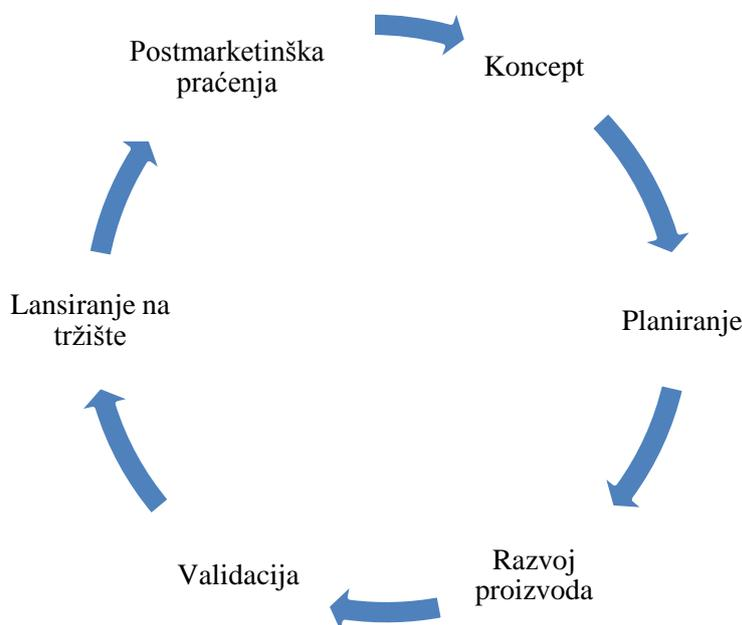 Postmarketinška
praćenja
Koncept
Planiranje
Razvoj
proizvoda
Validacija
Lansiranje na
tržište